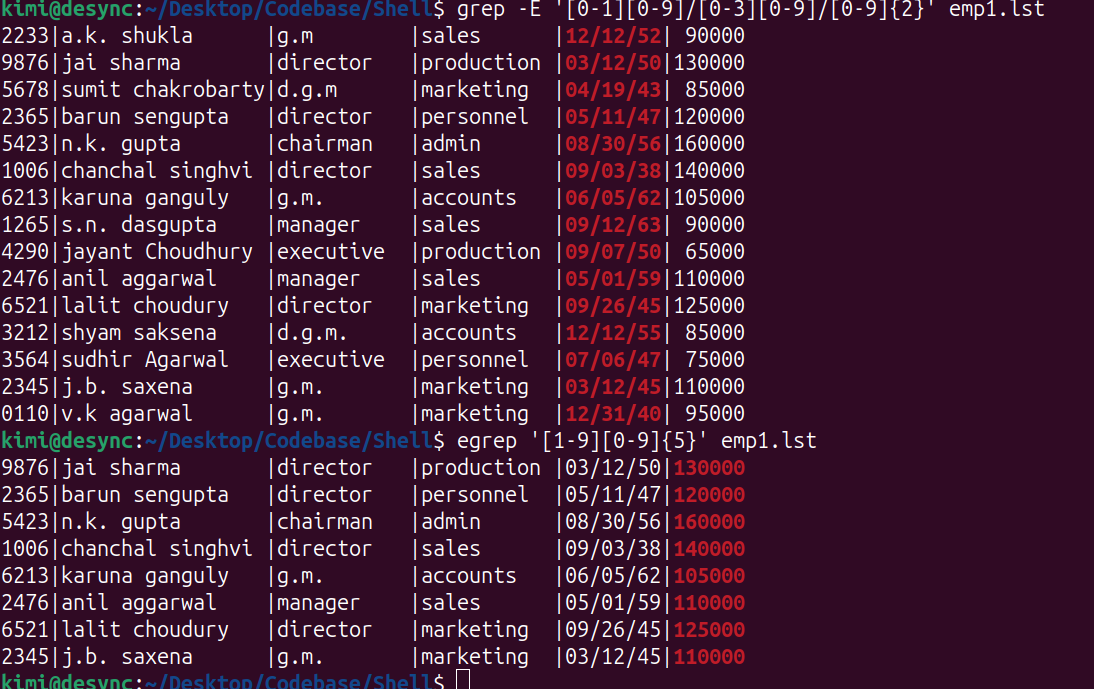 kimi@desync:~/Desktop/Codebase/Shell$ grep -E '[0-1][0-9]/[0-3][0-9]/[0-9]{2}' emp1.lst
2233|a.k. shukla      |g.m        |sales      |12/12/52| 90000
9876|jai sharma       |director   |production |03/12/50|130000
5678|sumit chakrobarty|d.g.m      |marketing  |04/19/43| 85000
2365|barun sengupta   |director   |personnel  |05/11/47|120000
5423|n.k. gupta       |chairman   |admin      |08/30/56|160000
1006|chanchal singhvi |director   |sales      |09/03/38|140000
6213|karuna ganguly   |g.m.       |accounts   |06/05/62|105000
1265|s.n. dasgupta    |manager    |sales      |09/12/63| 90000
4290|jayant Choudhury |executive  |production |09/07/50| 65000
2476|anil aggarwal    |manager    |sales      |05/01/59|110000
6521|lalit choudury   |director   |marketing  |09/26/45|125000
3212|shyam saksena    |d.g.m.     |accounts   |12/12/55| 85000
3564|sudhir Agarwal   |executive  |personnel  |07/06/47| 75000
2345|j.b. saxena      |g.m.       |marketing  |03/12/45|110000
0110|v.k agarwal      |g.m.       |marketing  |12/31/40| 95000
kimi@desync:~/Desktop/Codebase/Shell$ egrep '[1-9][0-9]{5}' emp1.lst
9876|jai sharma       |director   |production |03/12/50|130000
2365|barun sengupta   |director   |personnel  |05/11/47|120000
5423|n.k. gupta       |chairman   |admin      |08/30/56|160000
1006|chanchal singhvi |director   |sales      |09/03/38|140000
6213|karuna ganguly   |g.m.       |accounts   |06/05/62|105000
2476|anil aggarwal    |manager    |sales      |05/01/59|110000
6521|lalit choudury   |director   |marketing  |09/26/45|125000
2345|j.b. saxena      |g.m.       |marketing  |03/12/45|110000
kimi@desync:~/Desktop/Codebase/Shell$